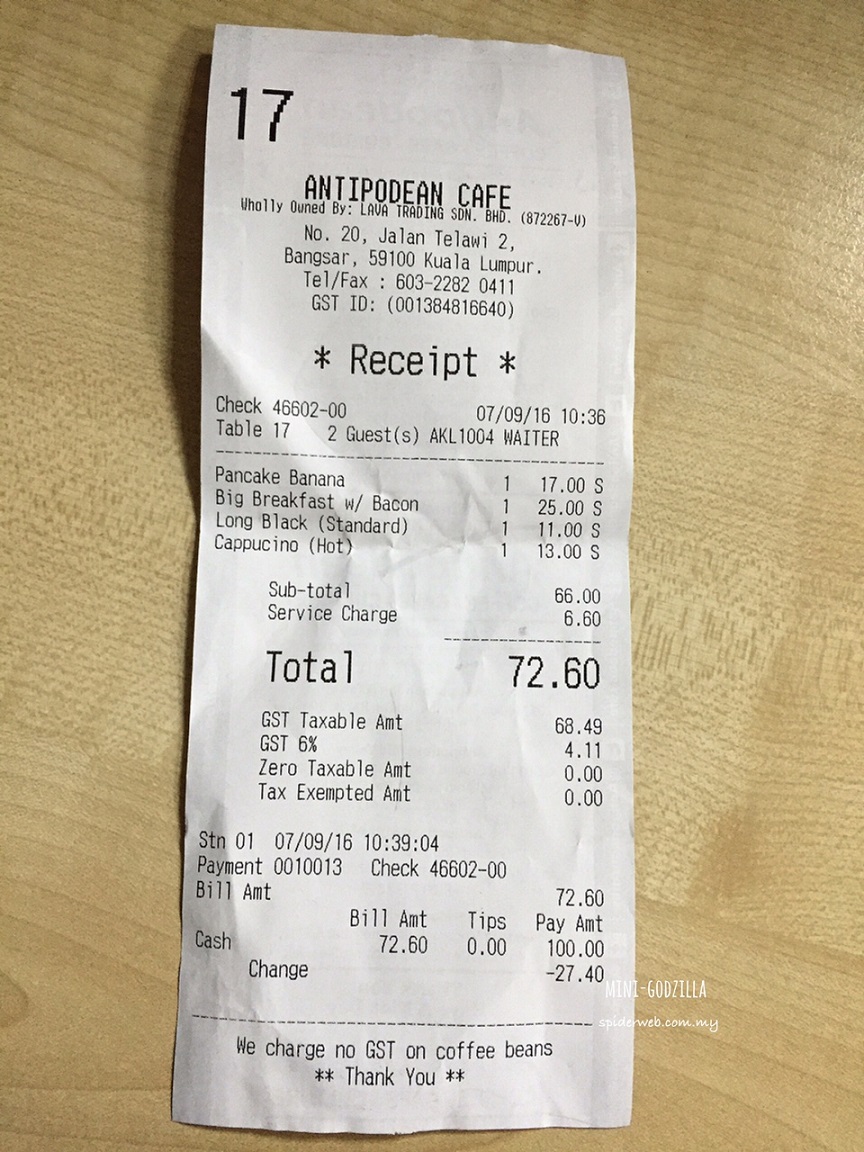 17
ANTIPODEAN CAFE
Wholly Owned By: LAVA TRADING SDN. BHD. (872267-V)
No. 20, Jalan Telawi 2,
Bangsar, 59100 Kuala Lumpur.
Tel/Fax : 603-2282 0411
GST ID: (001384816640)
* Receipt *
Check 46602-00 07/09/16 10:36
Table 17 2 Guest(s) AKL1004 WAITER
Pancake Banana 1 17.00 S
Big Breakfast w/ Bacon 1 25.00 S
Long Black (Standard) 1 11.00 S
Cappucino (Hot) 1 13.00 S
Sub-total 66.00
Service Charge 6.60
Total 72.60
GST Taxable Amt 68.49
GST 6% 4.11
Zero Taxable Amt 0.00
Tax Exempted Amt 0.00
Stn 01 07/09/16 10:39:04
Payment 0010013 Check 46602-00
Bill Amt 72.60
Bill Amt Tips Pay Amt
Cash 72.60 0.00 100.00
Change -27.40
MINI-GODZILLA
spiderweb.com.my
We charge no GST on coffee beans
** Thank You **